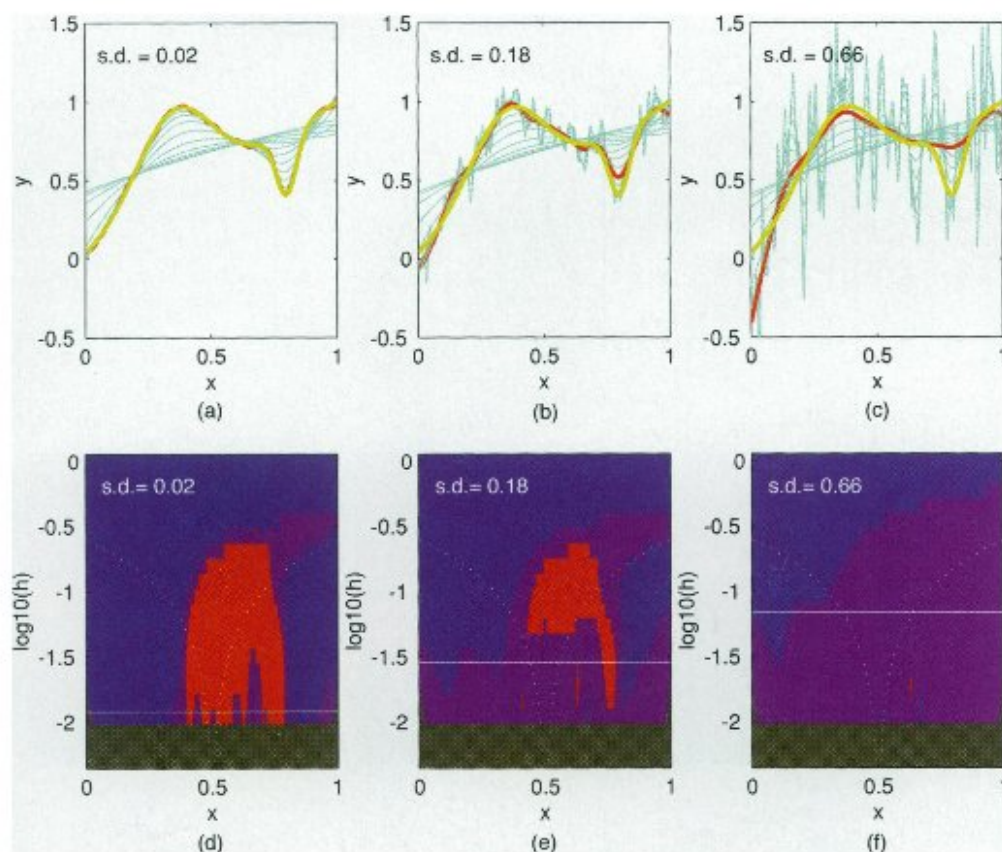 1.5
1
0.5
0
-0.5
s.d. = 0.02
y
0
0.5
1
x
(a)
1.5
1
0.5
0
-0.5
s.d. = 0.18
y
0
0.5
1
x
(b)
1.5
1
0.5
0
-0.5
s.d. = 0.66
y
0
0.5
1
x
(c)
0
-0.5
-1
-1.5
-2
s.d.= 0.02
log10(h)
0
0.5
1
x
(d)
0
-0.5
-1
-1.5
-2
s.d.= 0.18
log10(h)
0
0.5
1
x
(e)
0
-0.5
-1
-1.5
-2
s.d.= 0.66
log10(h)
0
0.5
1
x
(f)